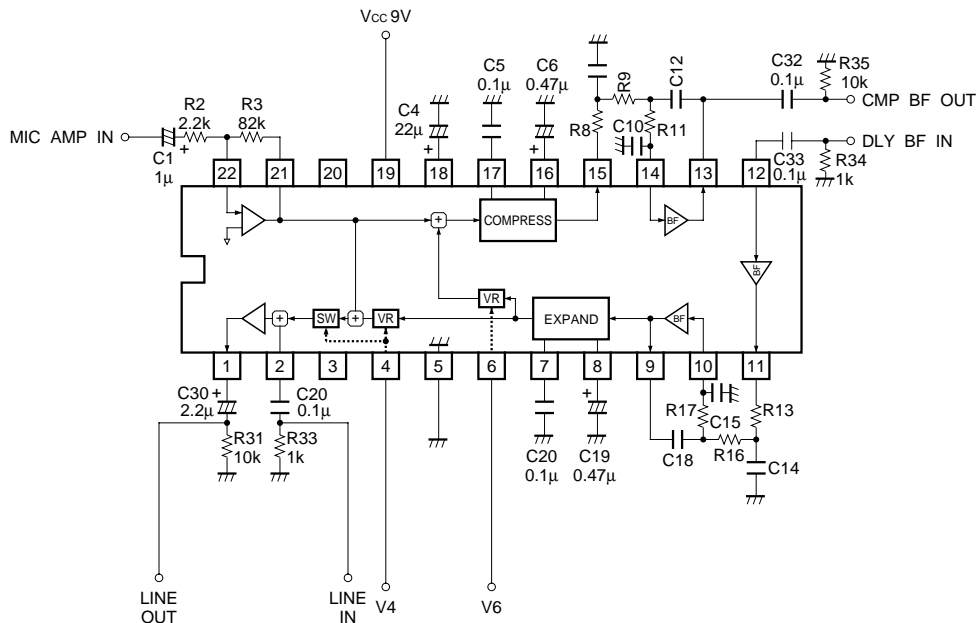 VCC 9V
C5
0.1μ
C6
0.47μ
C4
22μ
R9
C12
C32
0.1μ
R35
10k
CMP BF OUT
R2
2.2k
R3
82k
MIC AMP IN
+
C1
1μ
+
+
R8
C10
R11
DLY BF IN
C33
0.1μ
R34
1k
22
21
20
19
18
17
16
15
14
13
12
+
COMPRESS
BF
BF
VR
EXPAND
BF
+
SW
+
VR
1
2
3
4
5
6
7
8
9
10
11
C30
+
2.2μ
C20
0.1μ
R31
10k
R33
1k
+
C20
0.1μ
C19
0.47μ
R17
C15
R13
C18
R16
C14
LINE
OUT
LINE
IN
V4
V6